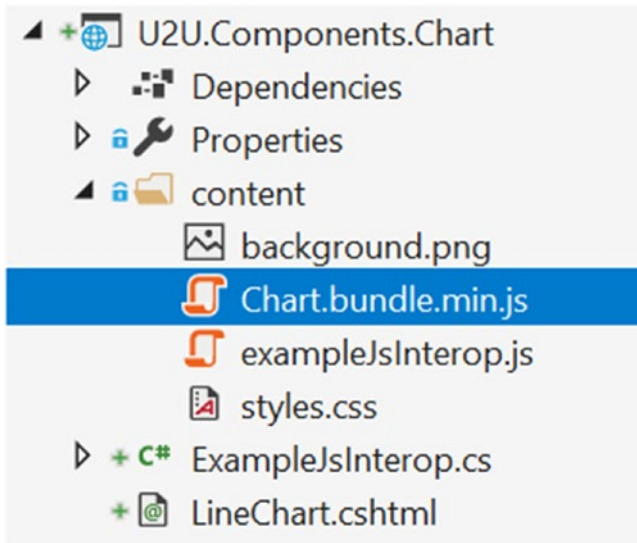 U2U.Components.Chart
Dependencies
Properties
content
background.png
Chart.bundle.min.js
exampleJsInterop.js
styles.css
C# ExampleJsInterop.cs
@ LineChart.cshtml